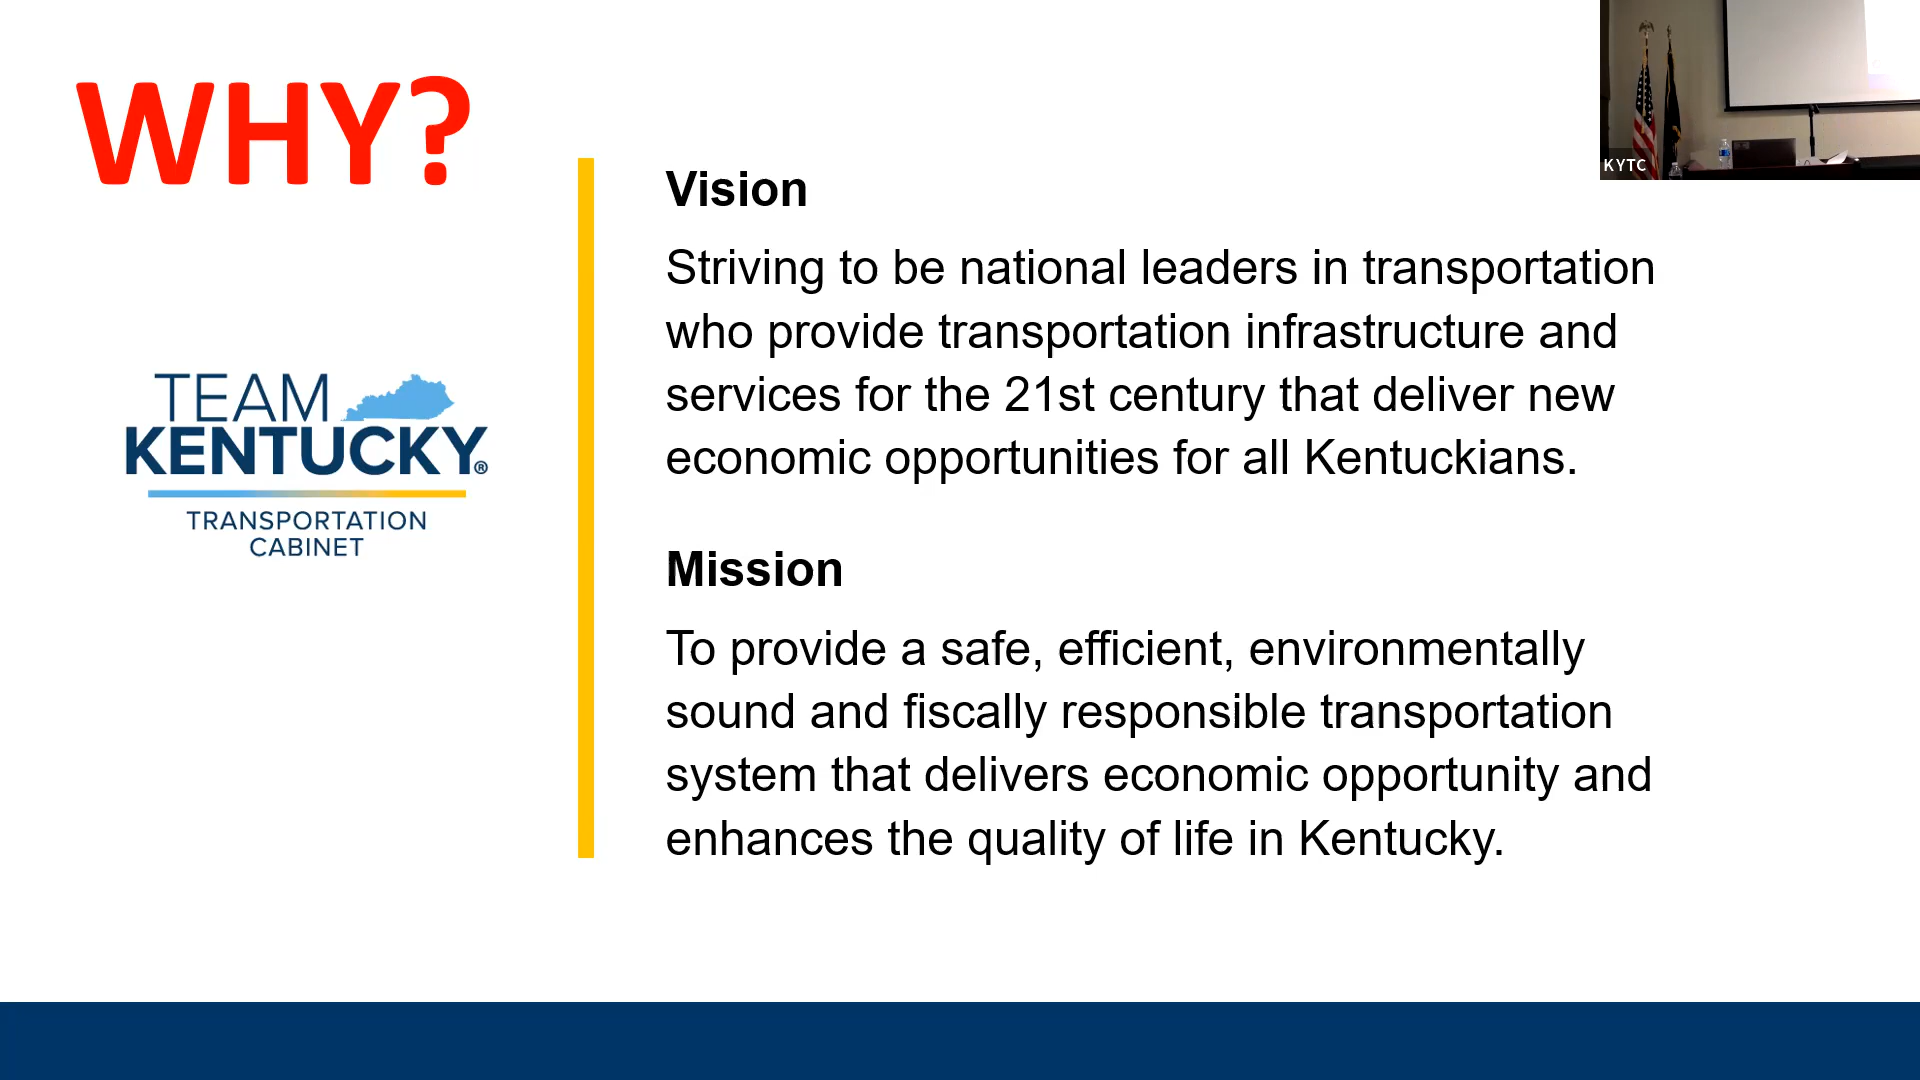 WHY?
TEAM
KENTUCKY®
TRANSPORTATION
CABINET
Vision
Striving to be national leaders in transportation
who provide transportation infrastructure and
services for the 21st century that deliver new
economic opportunities for all Kentuckians.
Mission
To provide a safe, efficient, environmentally
sound and fiscally responsible transportation
system that delivers economic opportunity and
enhances the quality of life in Kentucky.
KYTC